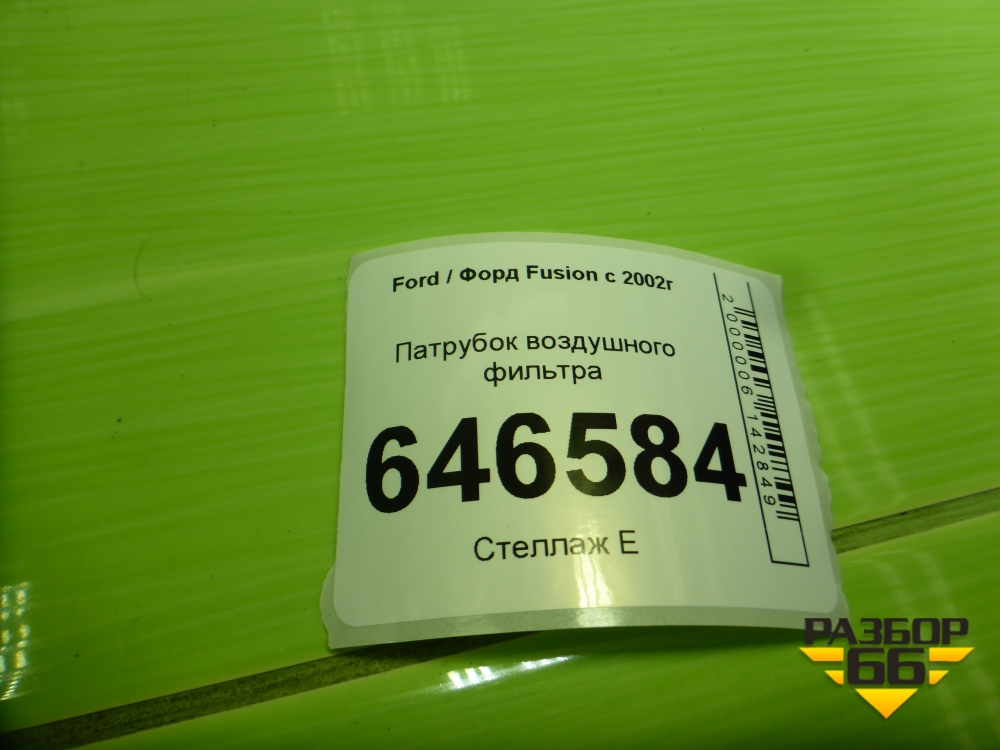 Ford / Форд Fusion с 2002г
Патрубок воздушного
фильтра
646584
Стеллаж Е
2000006142849
РАЗБОР
66